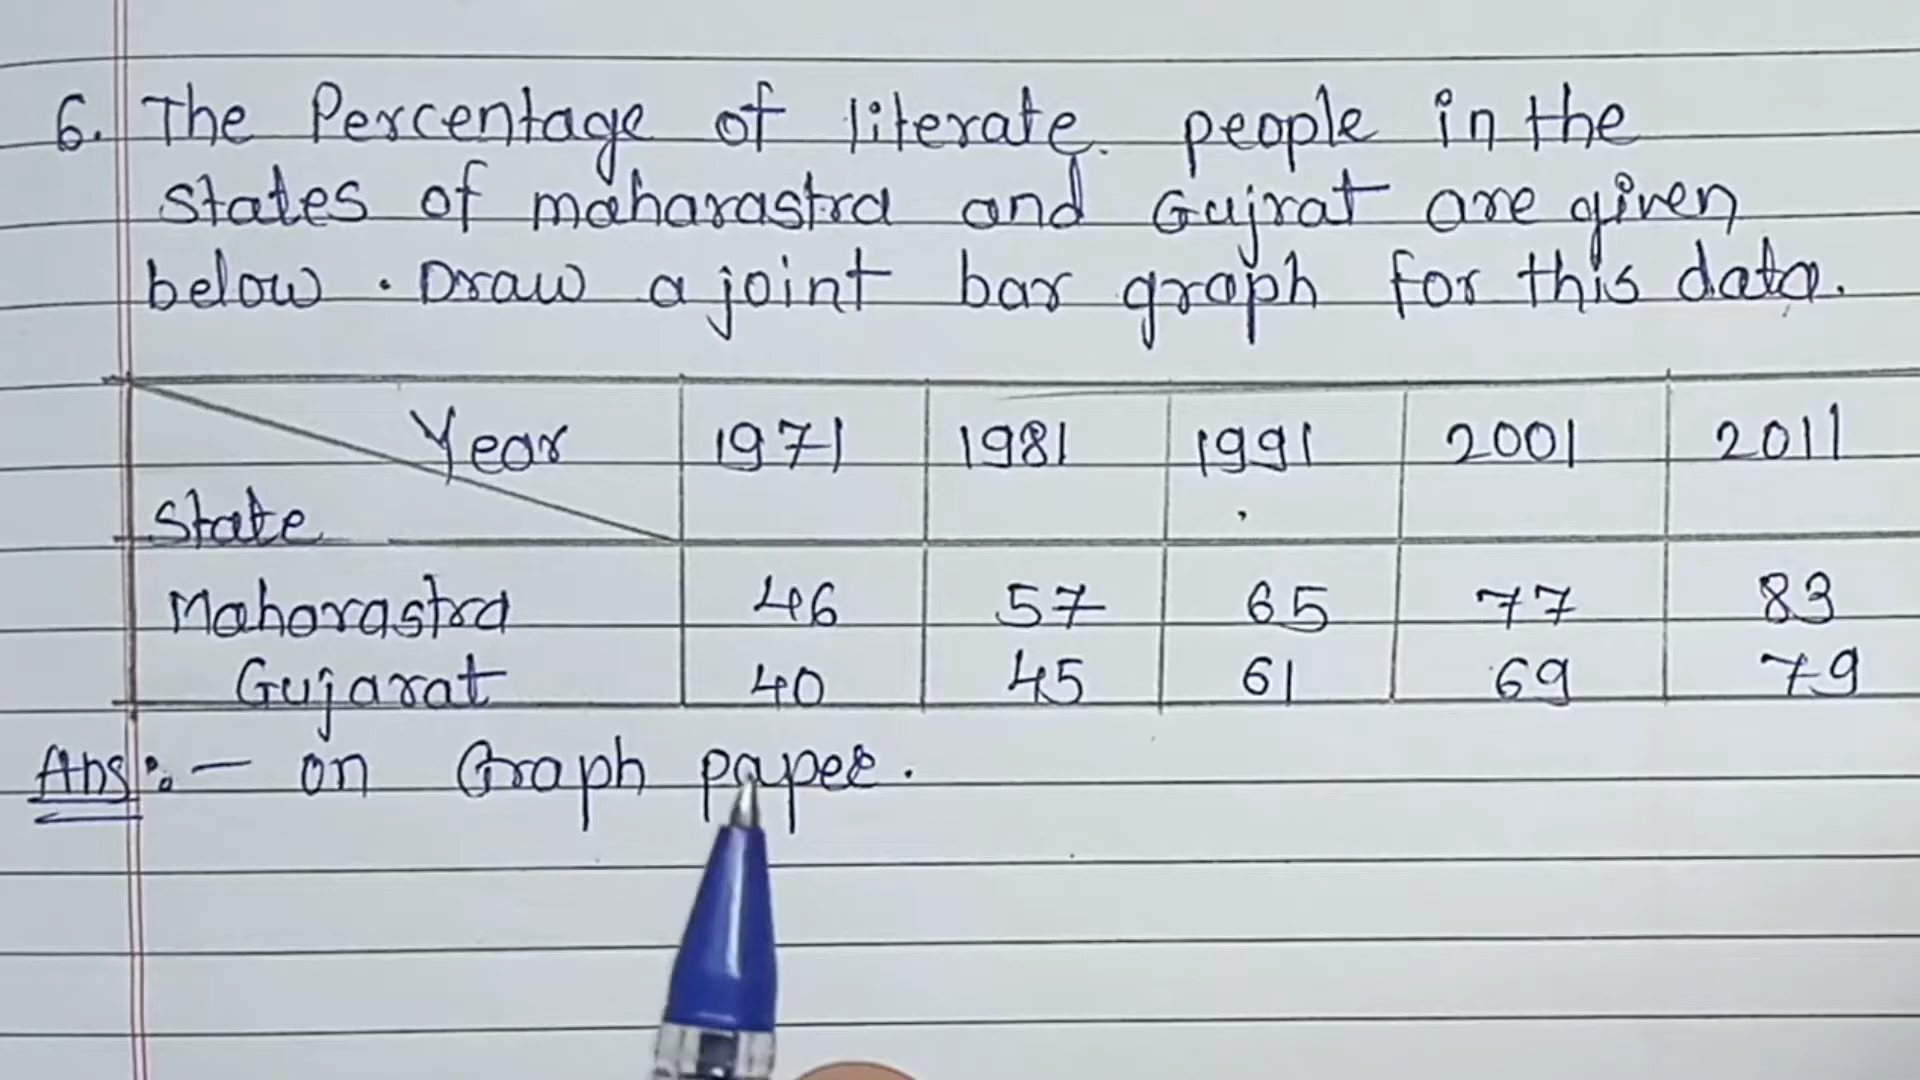 6. The Percentage of literate people in the
states of maharastra and Gujrat are given
below. Draw a joint bar graph for this data.
Year 1971 1981 1991 2001 2011
State
Maharastra 46 57 65 77 83
Gujarat 40 45 61 69 79
Ans:- on Graph paper.